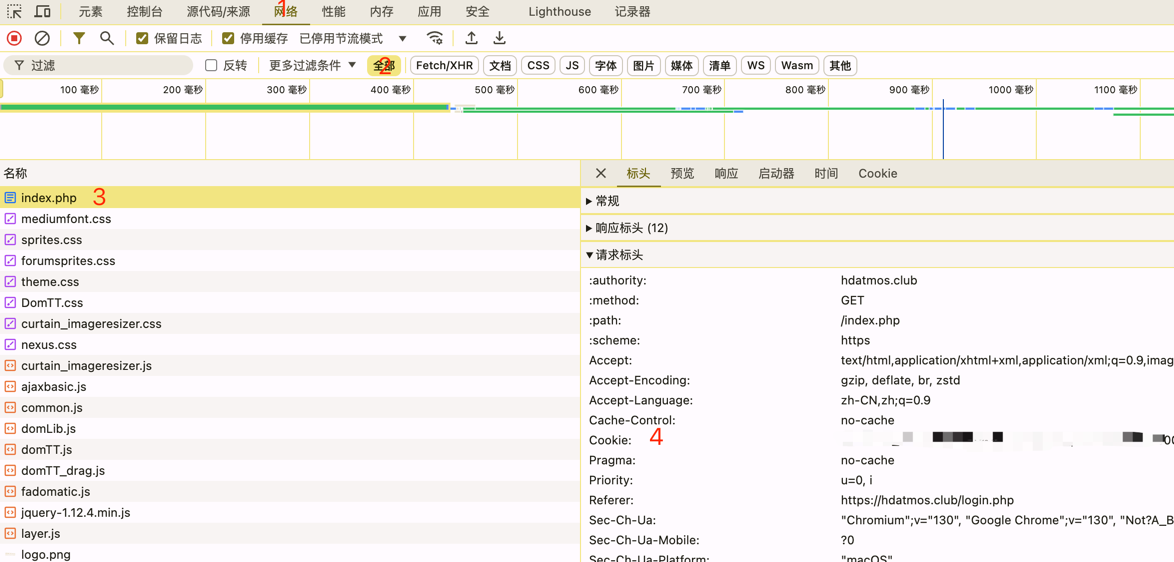 元素 控制台 源代码/来源 网络 性能 内存 应用 安全 Lighthouse 记录器
1
保留日志 停用缓存 已停用节流模式
过滤 反转 更多过滤条件 全部 Fetch/XHR 文档 CSS JS 字体 图片 媒体 清单 WS Wasm 其他
2
100 毫秒 200 毫秒 300 毫秒 400 毫秒 500 毫秒 600 毫秒 700 毫秒 800 毫秒 900 毫秒 1000 毫秒 1100 毫秒
名称
index.php 3
mediumfont.css
sprites.css
forumsprites.css
theme.css
DomTT.css
curtain_imageresizer.css
nexus.css
curtain_imageresizer.js
ajaxbasic.js
common.js
domLib.js
domTT.js
domTT_drag.js
fadomatic.js
jquery-1.12.4.min.js
layer.js
logo.png
标头 预览 响应 启动器 时间 Cookie
常规
响应标头 (12)
请求标头
:authority: hdatmos.club
:method: GET
:path: /index.php
:scheme: https
Accept: text/html,application/xhtml+xml,application/xml;q=0.9,imag
Accept-Encoding: gzip, deflate, br, zstd
Accept-Language: zh-CN,zh;q=0.9
Cache-Control: no-cache
Cookie: 4
Pragma: no-cache
Priority: u=0, i
Referer: https://hdatmos.club/login.php
Sec-Ch-Ua: "Chromium";v="130", "Google Chrome";v="130", "Not?A_B
Sec-Ch-Ua-Mobile: ?0
Sec-Ch-Ua-Platform: "macOS"